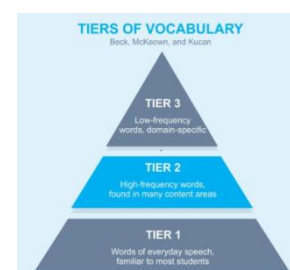 TIERS OF VOCABULARY
Beck, McKeown, and Kucan
TIER 3
Low-frequency
words, domain-specific
TIER 2
High-frequency words,
found in many content areas
TIER 1
Words of everyday speech,
familiar to most students